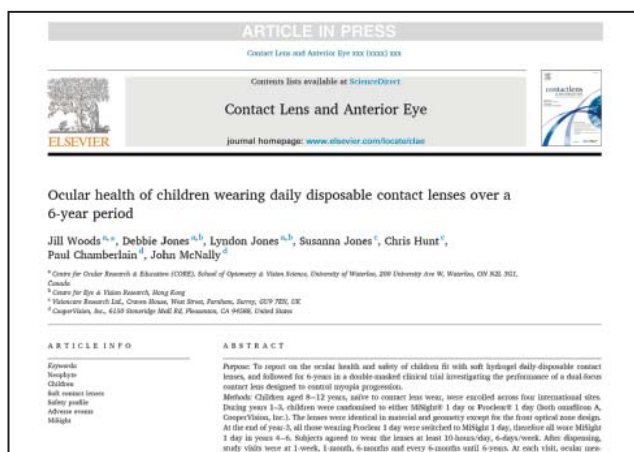 ARTICLE IN PRESS
Contact Lens and Anterior Eye xxx (xxxx) xxx
Contents lists available at ScienceDirect
Contact Lens and Anterior Eye
journal homepage: www.elsevier.com/locate/clae
ELSEVIER
Ocular health of children wearing daily disposable contact lenses over a
6-year period
Jill Woods a,*, Debbie Jones a,b, Lyndon Jones a,b, Susanna Jones c, Chris Hunt c,
Paul Chamberlain d, John McNally d
a Centre for Ocular Research & Education (CORE), School of Optometry & Vision Science, University of Waterloo, 200 University Ave W, Waterloo, ON N2L 3G1,
Canada
b Centre for Eye & Vision Research, Hong Kong
c Visioncare Research Ltd., Craven House, West Street, Farnham, Surrey, GU9 7EN, UK
d CooperVision, Inc., 6150 Stoneridge Mall Rd, Pleasanton, CA 94588, United States
ARTICLE INFO
Keywords:
Neophyte
Children
Soft contact lenses
Safety profile
Adverse events
MiSight
ABSTRACT
Purpose: To report on the ocular health and safety of children fit with soft hydrogel daily-disposable contact
lenses, and followed for 6-years in a double-masked clinical trial investigating the performance of a dual-focus
contact lens designed to control myopia progression.
Methods: Children aged 8–12 years, naïve to contact lens wear, were enrolled across four international sites.
During years 1–3, children were randomised to either MiSight® 1 day or Proclear® 1 day (both omafilcon A,
CooperVision, Inc.). The lenses were identical in material and geometry except for the front optical zone design.
At the end of year-3, all those wearing Proclear 1 day were switched to MiSight 1 day, therefore all wore MiSight
1 day in years 4–6. Subjects agreed to wear the lenses at least 10-hours/day, 6-days/week. After dispensing,
study visits were at 1-week, 1-month, 6-months and every 6-months until 6-years. At each visit, ocular mea-